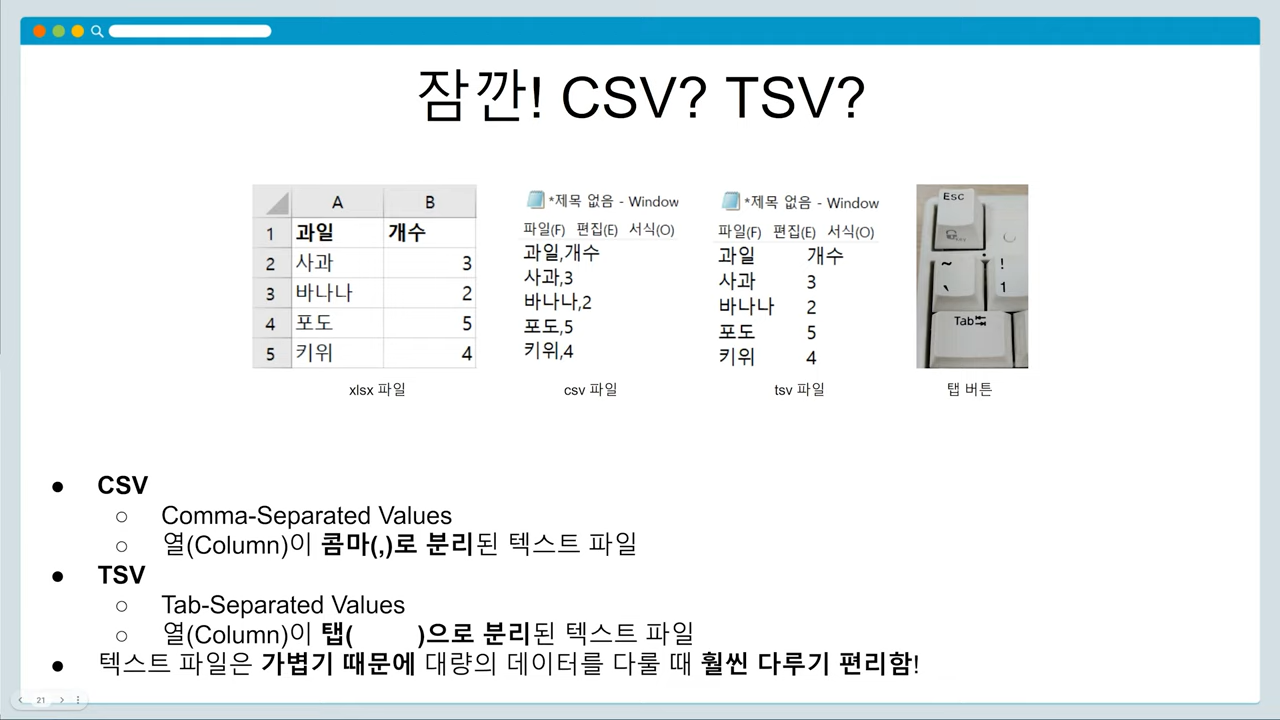 잠깐! CSV? TSV?
A B
1 과일 개수
2 사과 3
3 바나나 2
4 포도 5
5 키위 4
xlsx 파일
*제목 없음 - Window
파일(F) 편집(E) 서식(O)
과일,개수
사과,3
바나나,2
포도,5
키위,4
csv 파일
*제목 없음 - Window
파일(F) 편집(E) 서식(O)
과일 개수
사과 3
바나나 2
포도 5
키위 4
tsv 파일
Esc
~ !
1
Tab
탭 버튼
● CSV
○ Comma-Separated Values
○ 열(Column)이 콤마(,)로 분리된 텍스트 파일
● TSV
○ Tab-Separated Values
○ 열(Column)이 탭( )으로 분리된 텍스트 파일
● 텍스트 파일은 가볍기 때문에 대량의 데이터를 다룰 때 훨씬 다루기 편리함!
21